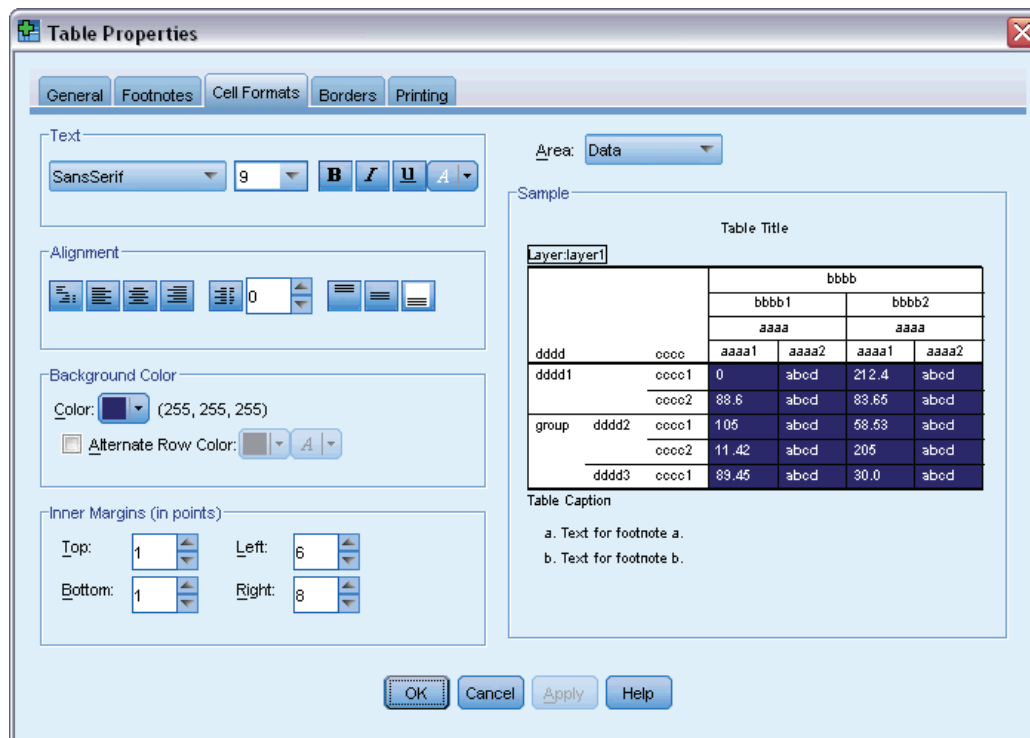 Table Properties
General Footnotes Cell Formats Borders Printing
Text
SansSerif 9 B I U A
Area: Data
Alignment
0
Background Color
Color: (255, 255, 255)
Alternate Row Color: A
Inner Margins (in points)
Top: 1 Left: 6
Bottom: 1 Right: 8
Sample
Table Title
Layer:layer1
bbbb
bbbb1 bbbb2
aaaa aaaa
dddd cccc aaaa1 aaaa2 aaaa1 aaaa2
dddd1 cccc1 0 abcd 212.4 abcd
cccc2 88.6 abcd 83.65 abcd
group dddd2 cccc1 105 abcd 58.53 abcd
cccc2 11.42 abcd 205 abcd
dddd3 cccc1 89.45 abcd 30.0 abcd
Table Caption
a. Text for footnote a.
b. Text for footnote b.
OK Cancel Apply Help